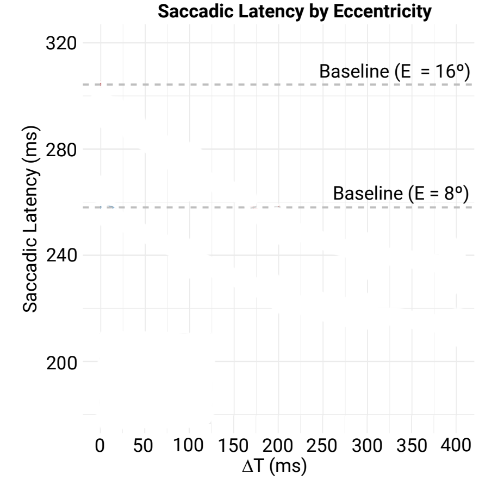 Saccadic Latency by Eccentricity
Saccadic Latency (ms)
320
280
240
200
Baseline (E = 16º)
Baseline (E = 8º)
0 50 100 150 200 250 300 350 400
ΔT (ms)